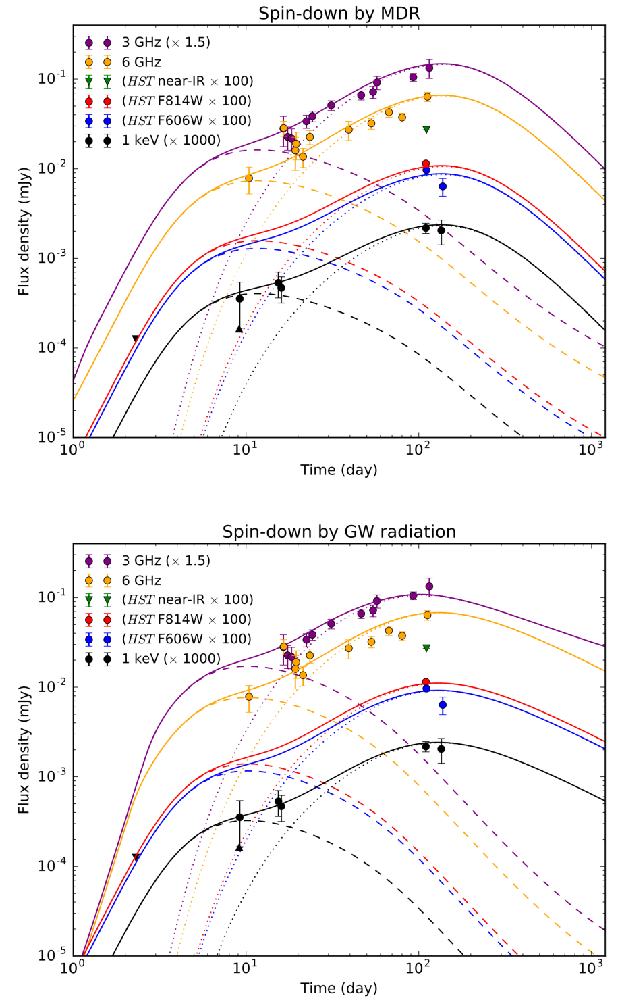 Spin-down by MDR
3 GHz (× 1.5)
6 GHz
(HST near-IR × 100)
(HST F814W × 100)
(HST F606W × 100)
1 keV (× 1000)
10^-1
10^-2
10^-3
10^-4
10^-5
Flux density (mJy)
10^0 10^1 10^2 10^3
Time (day)
Spin-down by GW radiation
3 GHz (× 1.5)
6 GHz
(HST near-IR × 100)
(HST F814W × 100)
(HST F606W × 100)
1 keV (× 1000)
10^-1
10^-2
10^-3
10^-4
10^-5
Flux density (mJy)
10^0 10^1 10^2 10^3
Time (day)